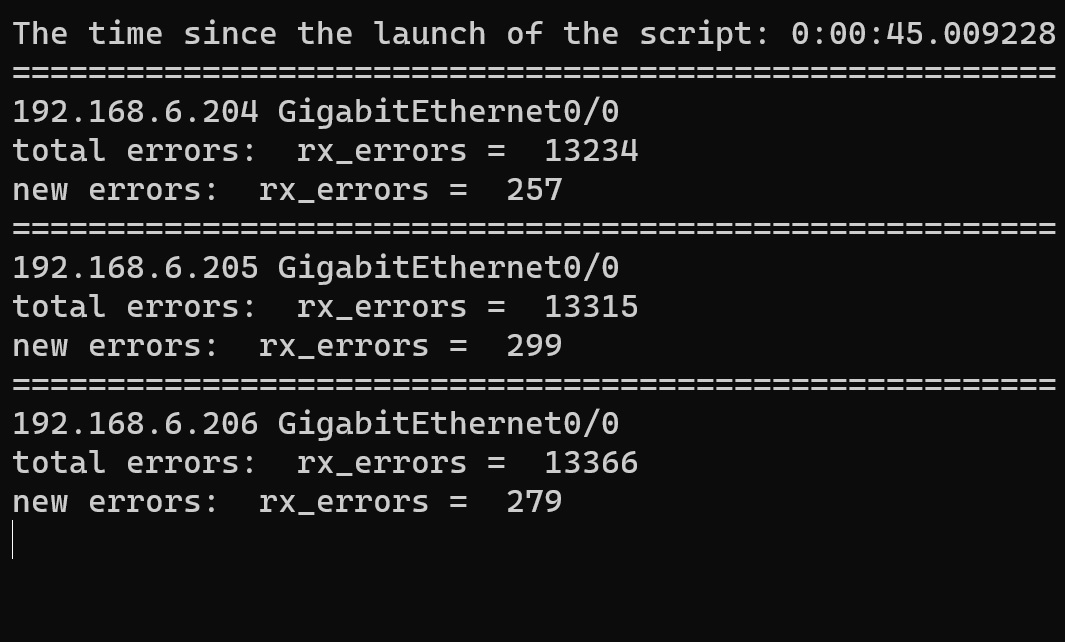 The time since the launch of the script: 0:00:45.009228
=======================================================
192.168.6.204 GigabitEthernet0/0
total errors:  rx_errors =  13234
new errors:  rx_errors =  257
=======================================================
192.168.6.205 GigabitEthernet0/0
total errors:  rx_errors =  13315
new errors:  rx_errors =  299
=======================================================
192.168.6.206 GigabitEthernet0/0
total errors:  rx_errors =  13366
new errors:  rx_errors =  279